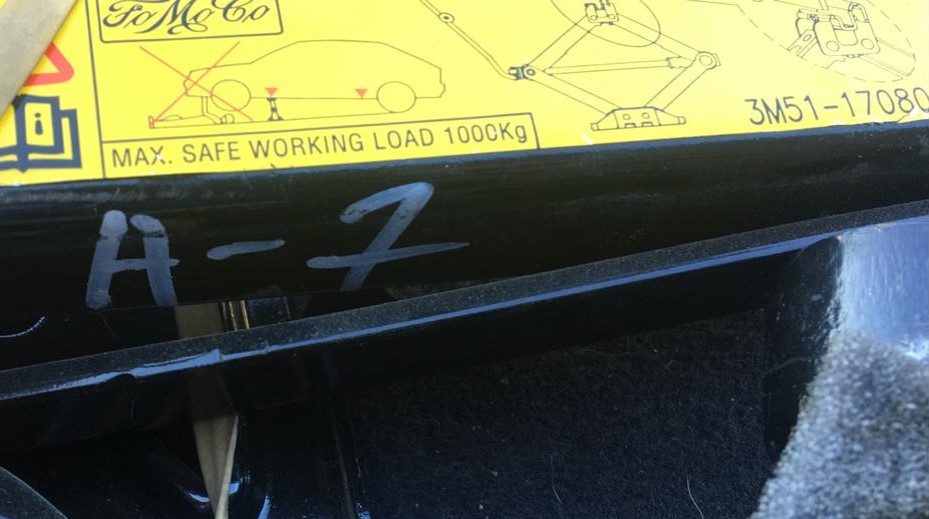 FoMoCo
3M51-17080
MAX. SAFE WORKING LOAD 1000Kg
A-7